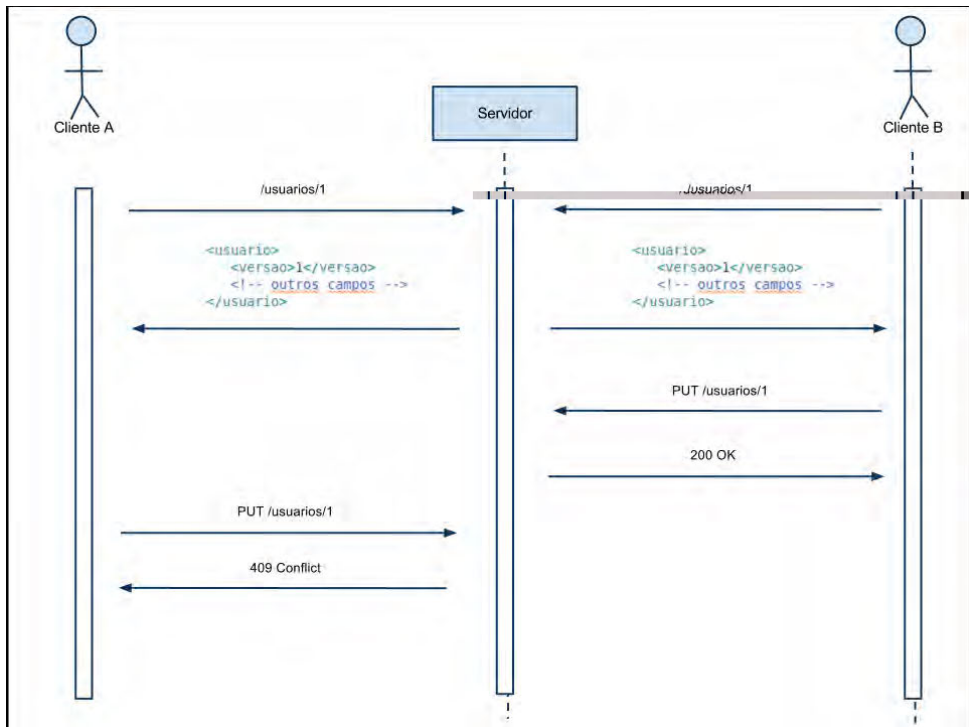 Cliente A
Servidor
Cliente B
/usuarios/1
/usuarios/1
<usuario>
<versao>1</versao>
<!-- outros campos -->
</usuario>
<usuario>
<versao>1</versao>
<!-- outros campos -->
</usuario>
PUT /usuarios/1
200 OK
PUT /usuarios/1
409 Conflict